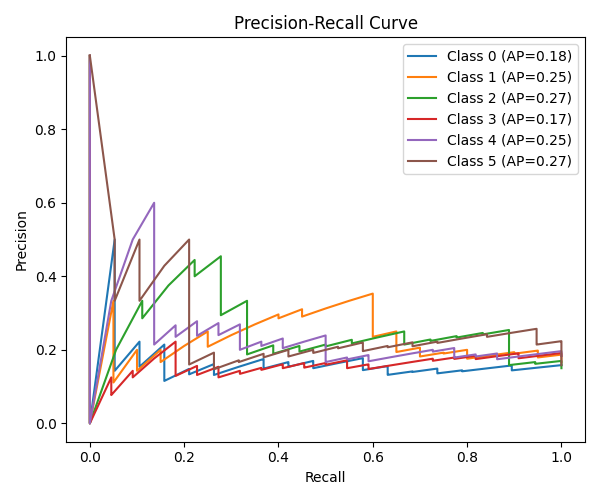 Precision-Recall Curve
1.0
0.8
0.6
0.4
0.2
0.0
Precision
Class 0 (AP=0.18)
Class 1 (AP=0.25)
Class 2 (AP=0.27)
Class 3 (AP=0.17)
Class 4 (AP=0.25)
Class 5 (AP=0.27)
0.0 0.2 0.4 0.6 0.8 1.0
Recall